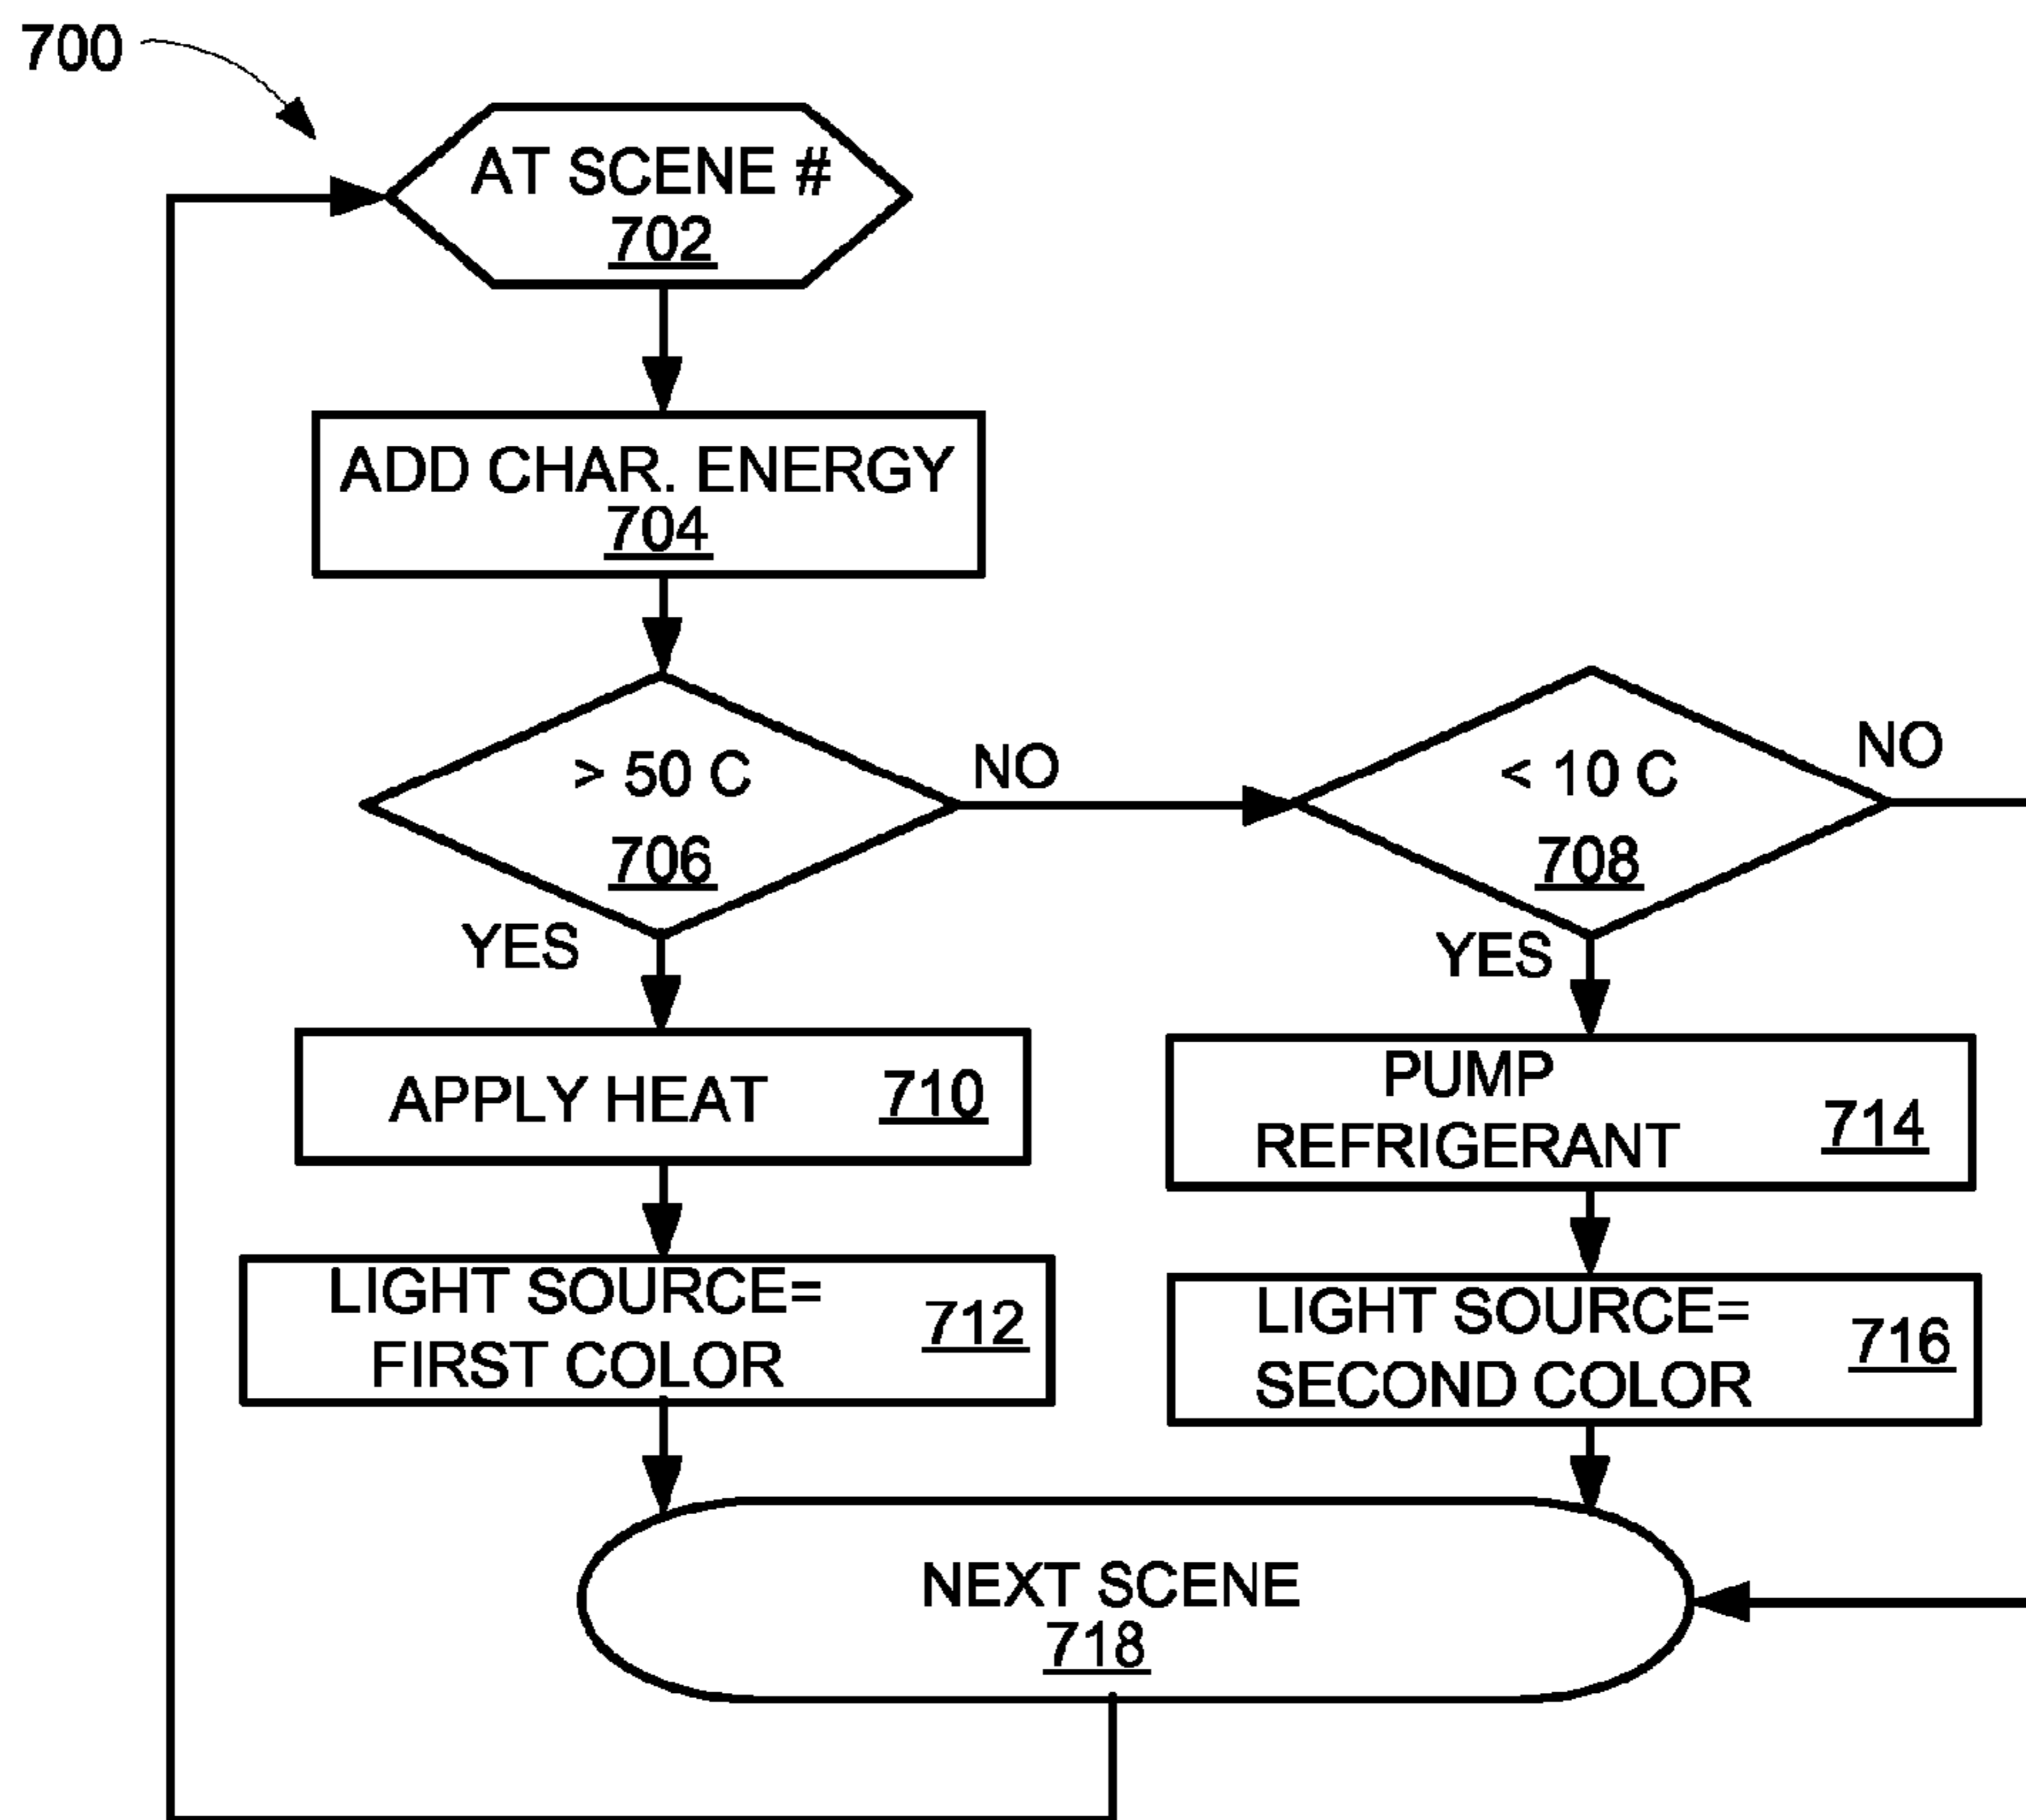 700
AT SCENE #
702
ADD CHAR. ENERGY
704
> 50 C
706
NO
YES
< 10 C
708
NO
YES
APPLY HEAT 710
PUMP
REFRIGERANT
714
LIGHT SOURCE=
FIRST COLOR
712
LIGHT SOURCE=
SECOND COLOR
716
NEXT SCENE
718